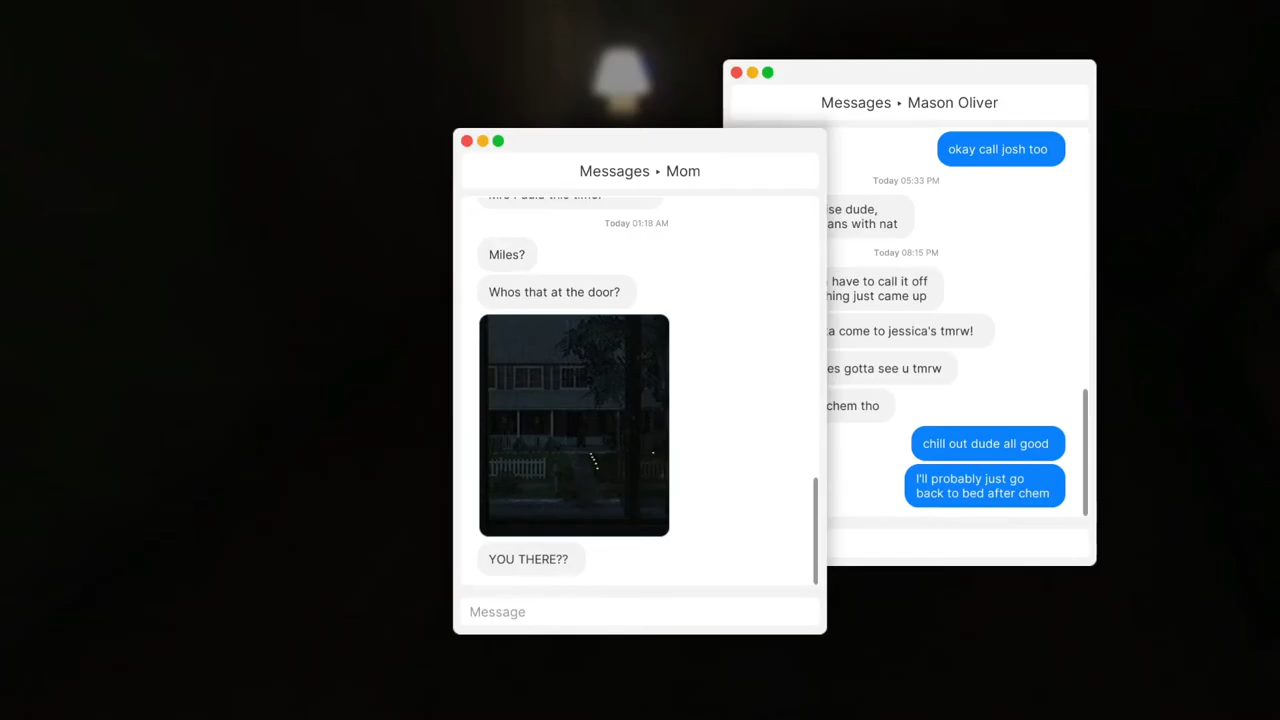 Messages ‣ Mason Oliver
okay call josh too
Today 05:33 PM
dude,
with nat
Today 08:15 PM
have to call it off
just came up
come to jessica's tmrw!
gotta see u tmrw
chem tho
chill out dude all good
I'll probably just go
back to bed after chem
Messages ‣ Mom
this time!
Today 01:18 AM
Miles?
Whos that at the door?
YOU THERE??
Message